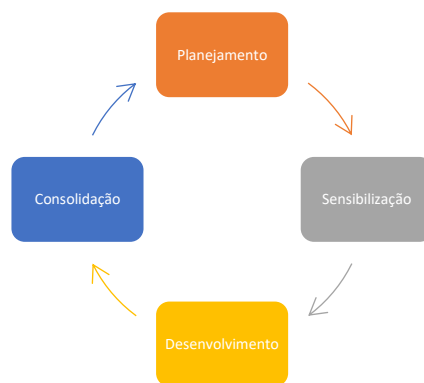 Planejamento
Sensibilização
Desenvolvimento
Consolidação